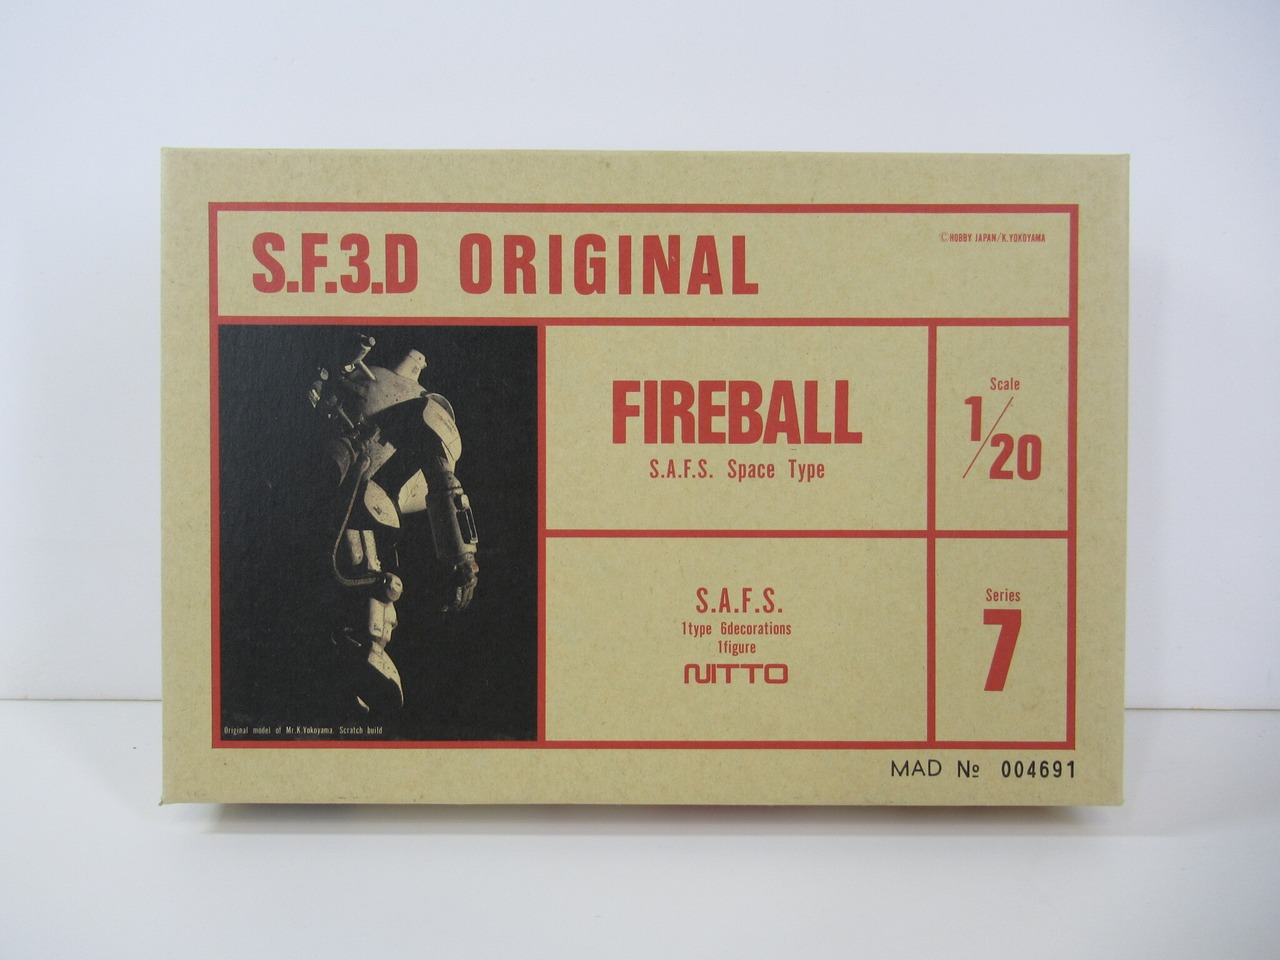 S.F.3.D ORIGINAL
©HOBBY JAPAN/K.YOKOYAMA
FIREBALL
S.A.F.S. Space Type
Scale
1/20
S.A.F.S.
1type 6decorations
1figure
NITTO
Series
7
Original model of Mr.K.Yokoyama. Scratch build
MAD № 004691